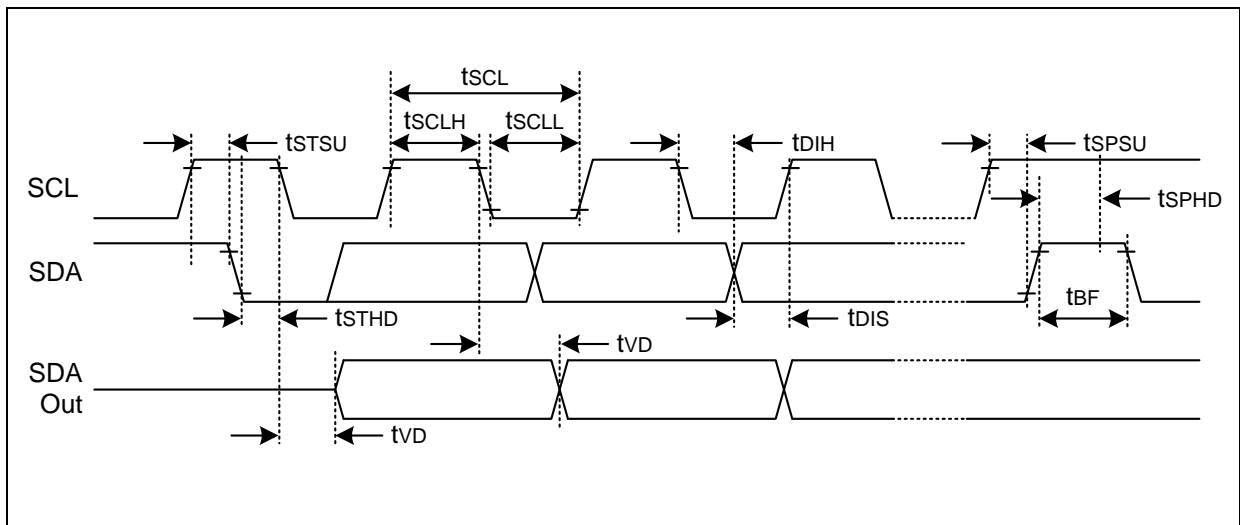 tSCL
tSCLH tSCLL
tSTSU tDIH tSPSU
SCL
tSPHD
SDA
tBF
tSTHD tDIS
tVD
SDA
Out
tVD